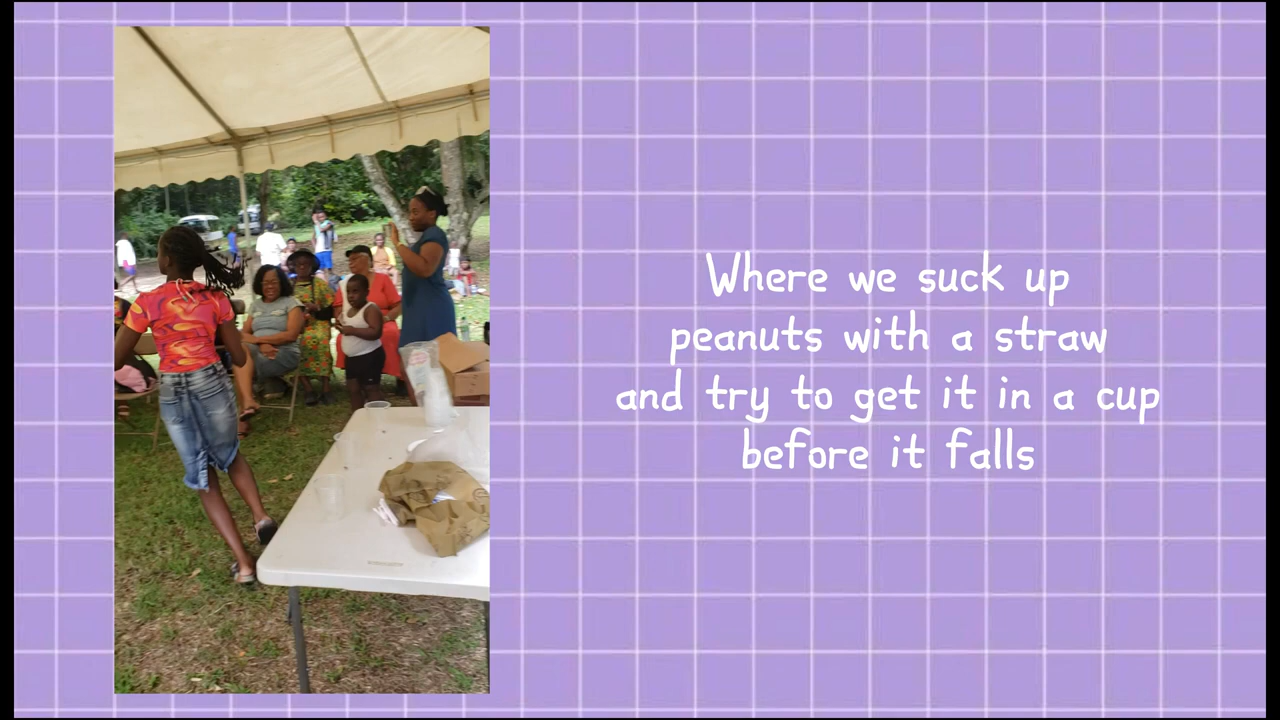 Where we suck up
peanuts with a straw
and try to get it in a cup
before it falls